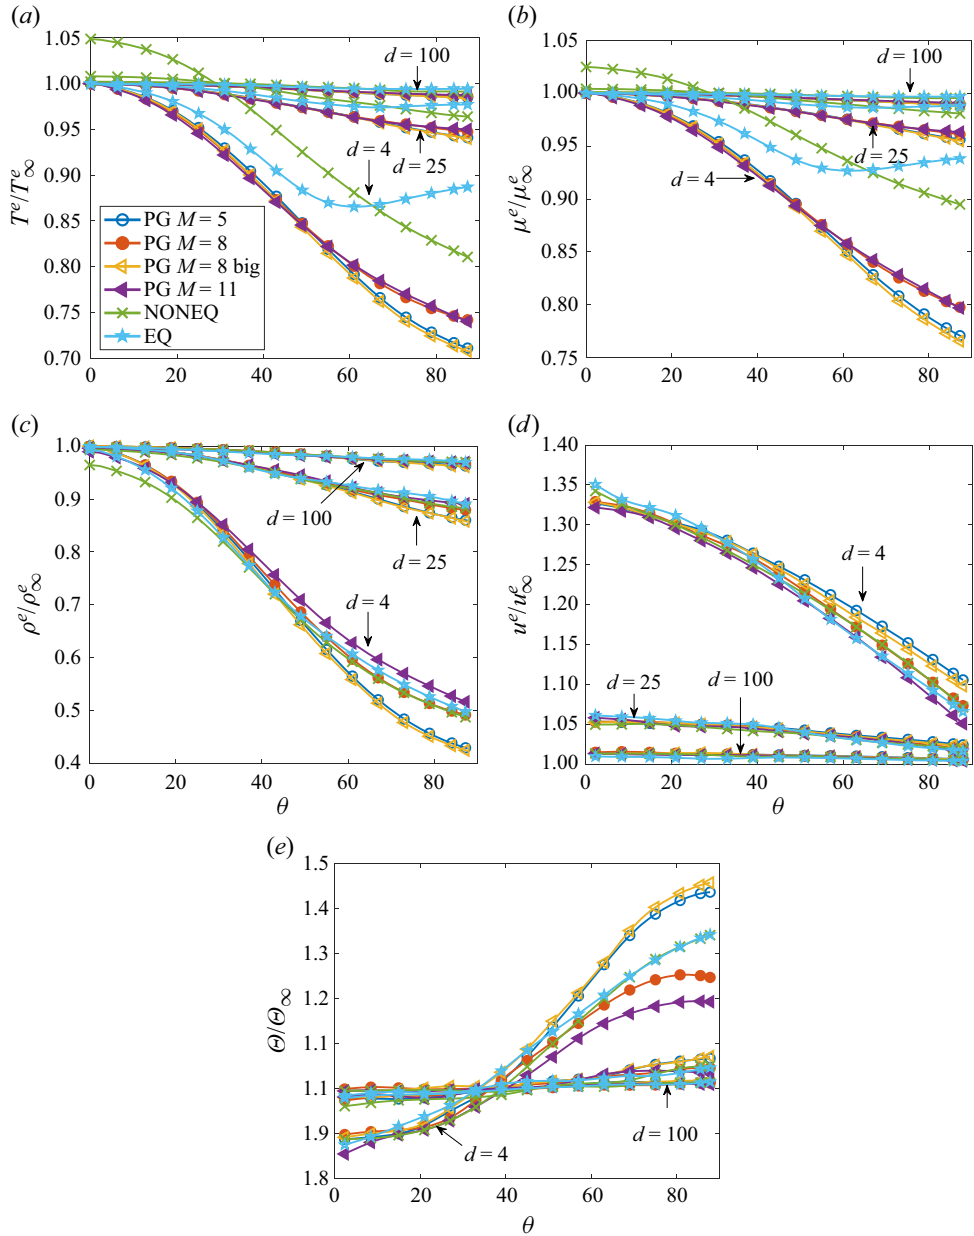 (a)
1.05
1.00
0.95
0.90
0.85
0.80
0.75
0.70
T^e/T^e_∞
d = 100
d = 25
d = 4
PG M = 5
PG M = 8
PG M = 8 big
PG M = 11
NONEQ
EQ
0 20 40 60 80
(b)
1.05
1.00
0.95
0.90
0.85
0.80
0.75
μ^e/μ^e_∞
d = 100
d = 25
d = 4
0 20 40 60 80
(c)
1.0
0.9
0.8
0.7
0.6
0.5
0.4
ρ^e/ρ^e_∞
d = 100
d = 25
d = 4
0 20 40 60 80
θ
(d)
1.40
1.35
1.30
1.25
1.20
1.15
1.10
1.05
1.00
u^e/u^e_∞
d = 4
d = 25
d = 100
0 20 40 60 80
θ
(e)
1.5
1.4
1.3
1.2
1.1
1.0
1.9
1.8
Θ/Θ_∞
d = 4
d = 100
0 20 40 60 80
θ